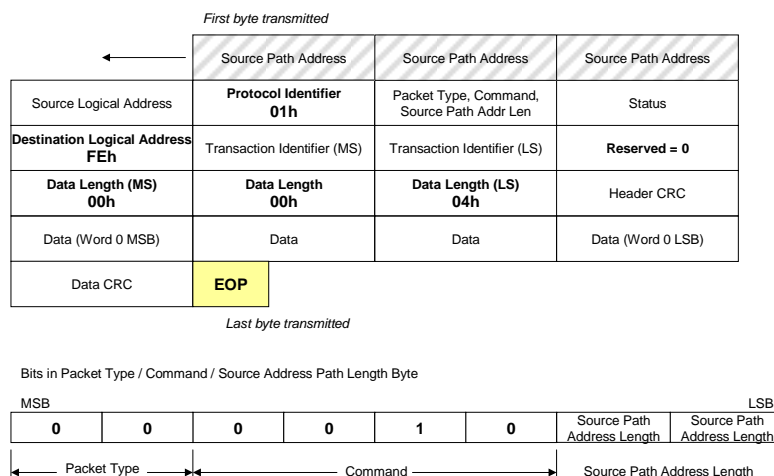 First byte transmitted
Source Path Address
Source Path Address
Source Path Address
Source Logical Address
Protocol Identifier
01h
Packet Type, Command,
Source Path Addr Len
Status
Destination Logical Address
FEh
Transaction Identifier (MS)
Transaction Identifier (LS)
Reserved = 0
Data Length (MS)
00h
Data Length
00h
Data Length (LS)
04h
Header CRC
Data (Word 0 MSB)
Data
Data
Data (Word 0 LSB)
Data CRC
EOP
Last byte transmitted
Bits in Packet Type / Command / Source Address Path Length Byte
MSB
LSB
0
0
0
0
1
0
Source Path
Address Length
Source Path
Address Length
Packet Type
Command
Source Path Address Length